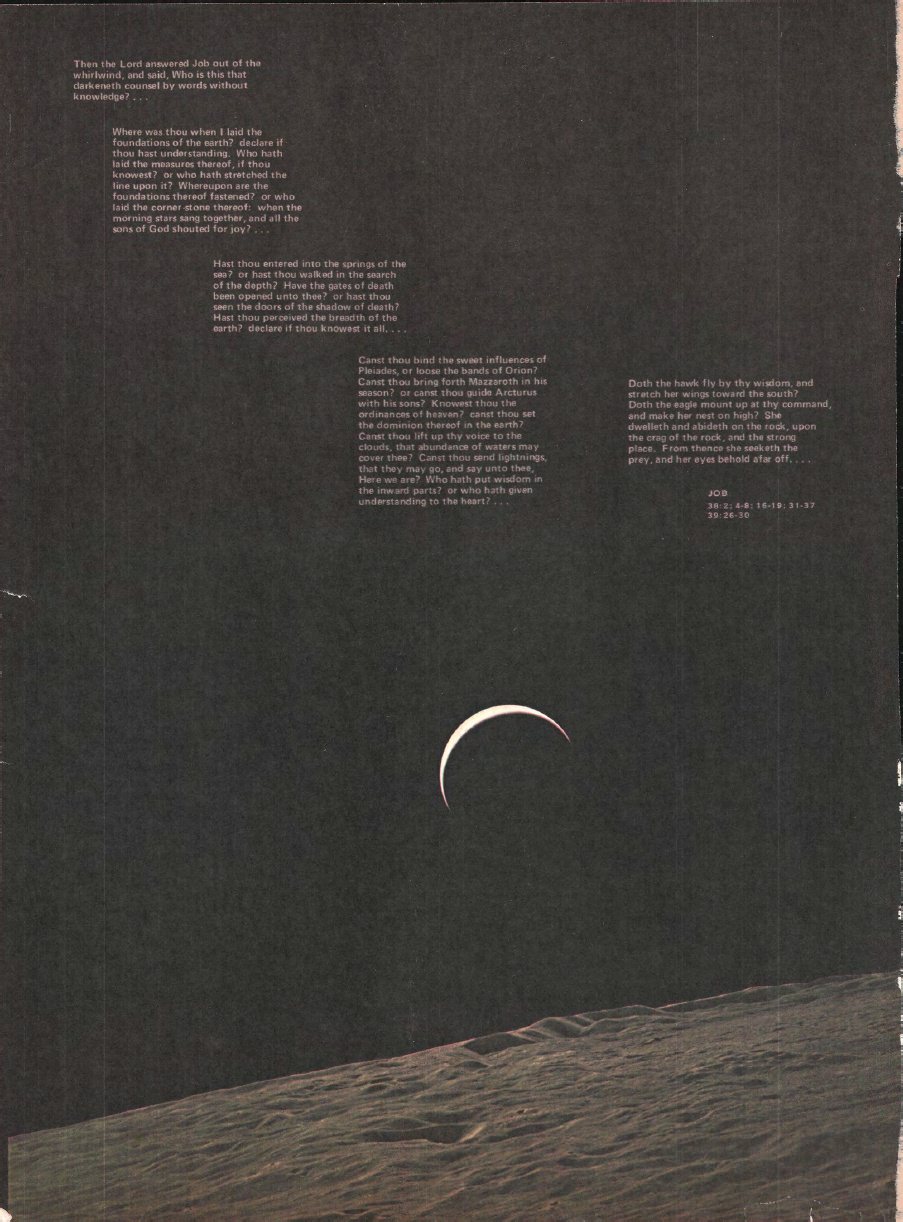 Then the Lord answered Job out of the
whirlwind, and said, Who is this that
darkeneth counsel by words without
knowledge? . . .
Where was thou when I laid the
foundations of the earth? declare if
thou hast understanding. Who hath
laid the measures thereof, if thou
knowest? or who hath stretched the
line upon it? Whereupon are the
foundations thereof fastened? or who
laid the corner-stone thereof: when the
morning stars sang together, and all the
sons of God shouted for joy? . . .
Hast thou entered into the springs of the
sea? or hast thou walked in the search
of the depth? Have the gates of death
been opened unto thee? or hast thou
seen the doors of the shadow of death?
Hast thou perceived the breadth of the
earth? declare if thou knowest it all. . . .
Canst thou bind the sweet influences of
Pleiades, or loose the bands of Orion?
Canst thou bring forth Mazzaroth in his
season? or canst thou guide Arcturus
with his sons? Knowest thou the
ordinances of heaven? canst thou set
the dominion thereof in the earth?
Canst thou lift up thy voice to the
clouds, that abundance of waters may
cover thee? Canst thou send lightnings,
that they may go, and say unto thee,
Here we are? Who hath put wisdom in
the inward parts? or who hath given
understanding to the heart? . . .
Doth the hawk fly by thy wisdom, and
stretch her wings toward the south?
Doth the eagle mount up at thy command,
and make her nest on high? She
dwelleth and abideth on the rock, upon
the crag of the rock, and the strong
place. From thence she seeketh the
prey, and her eyes behold afar off. . . .
JOB
38:2; 4-8; 16-19; 31-37
39:26-30